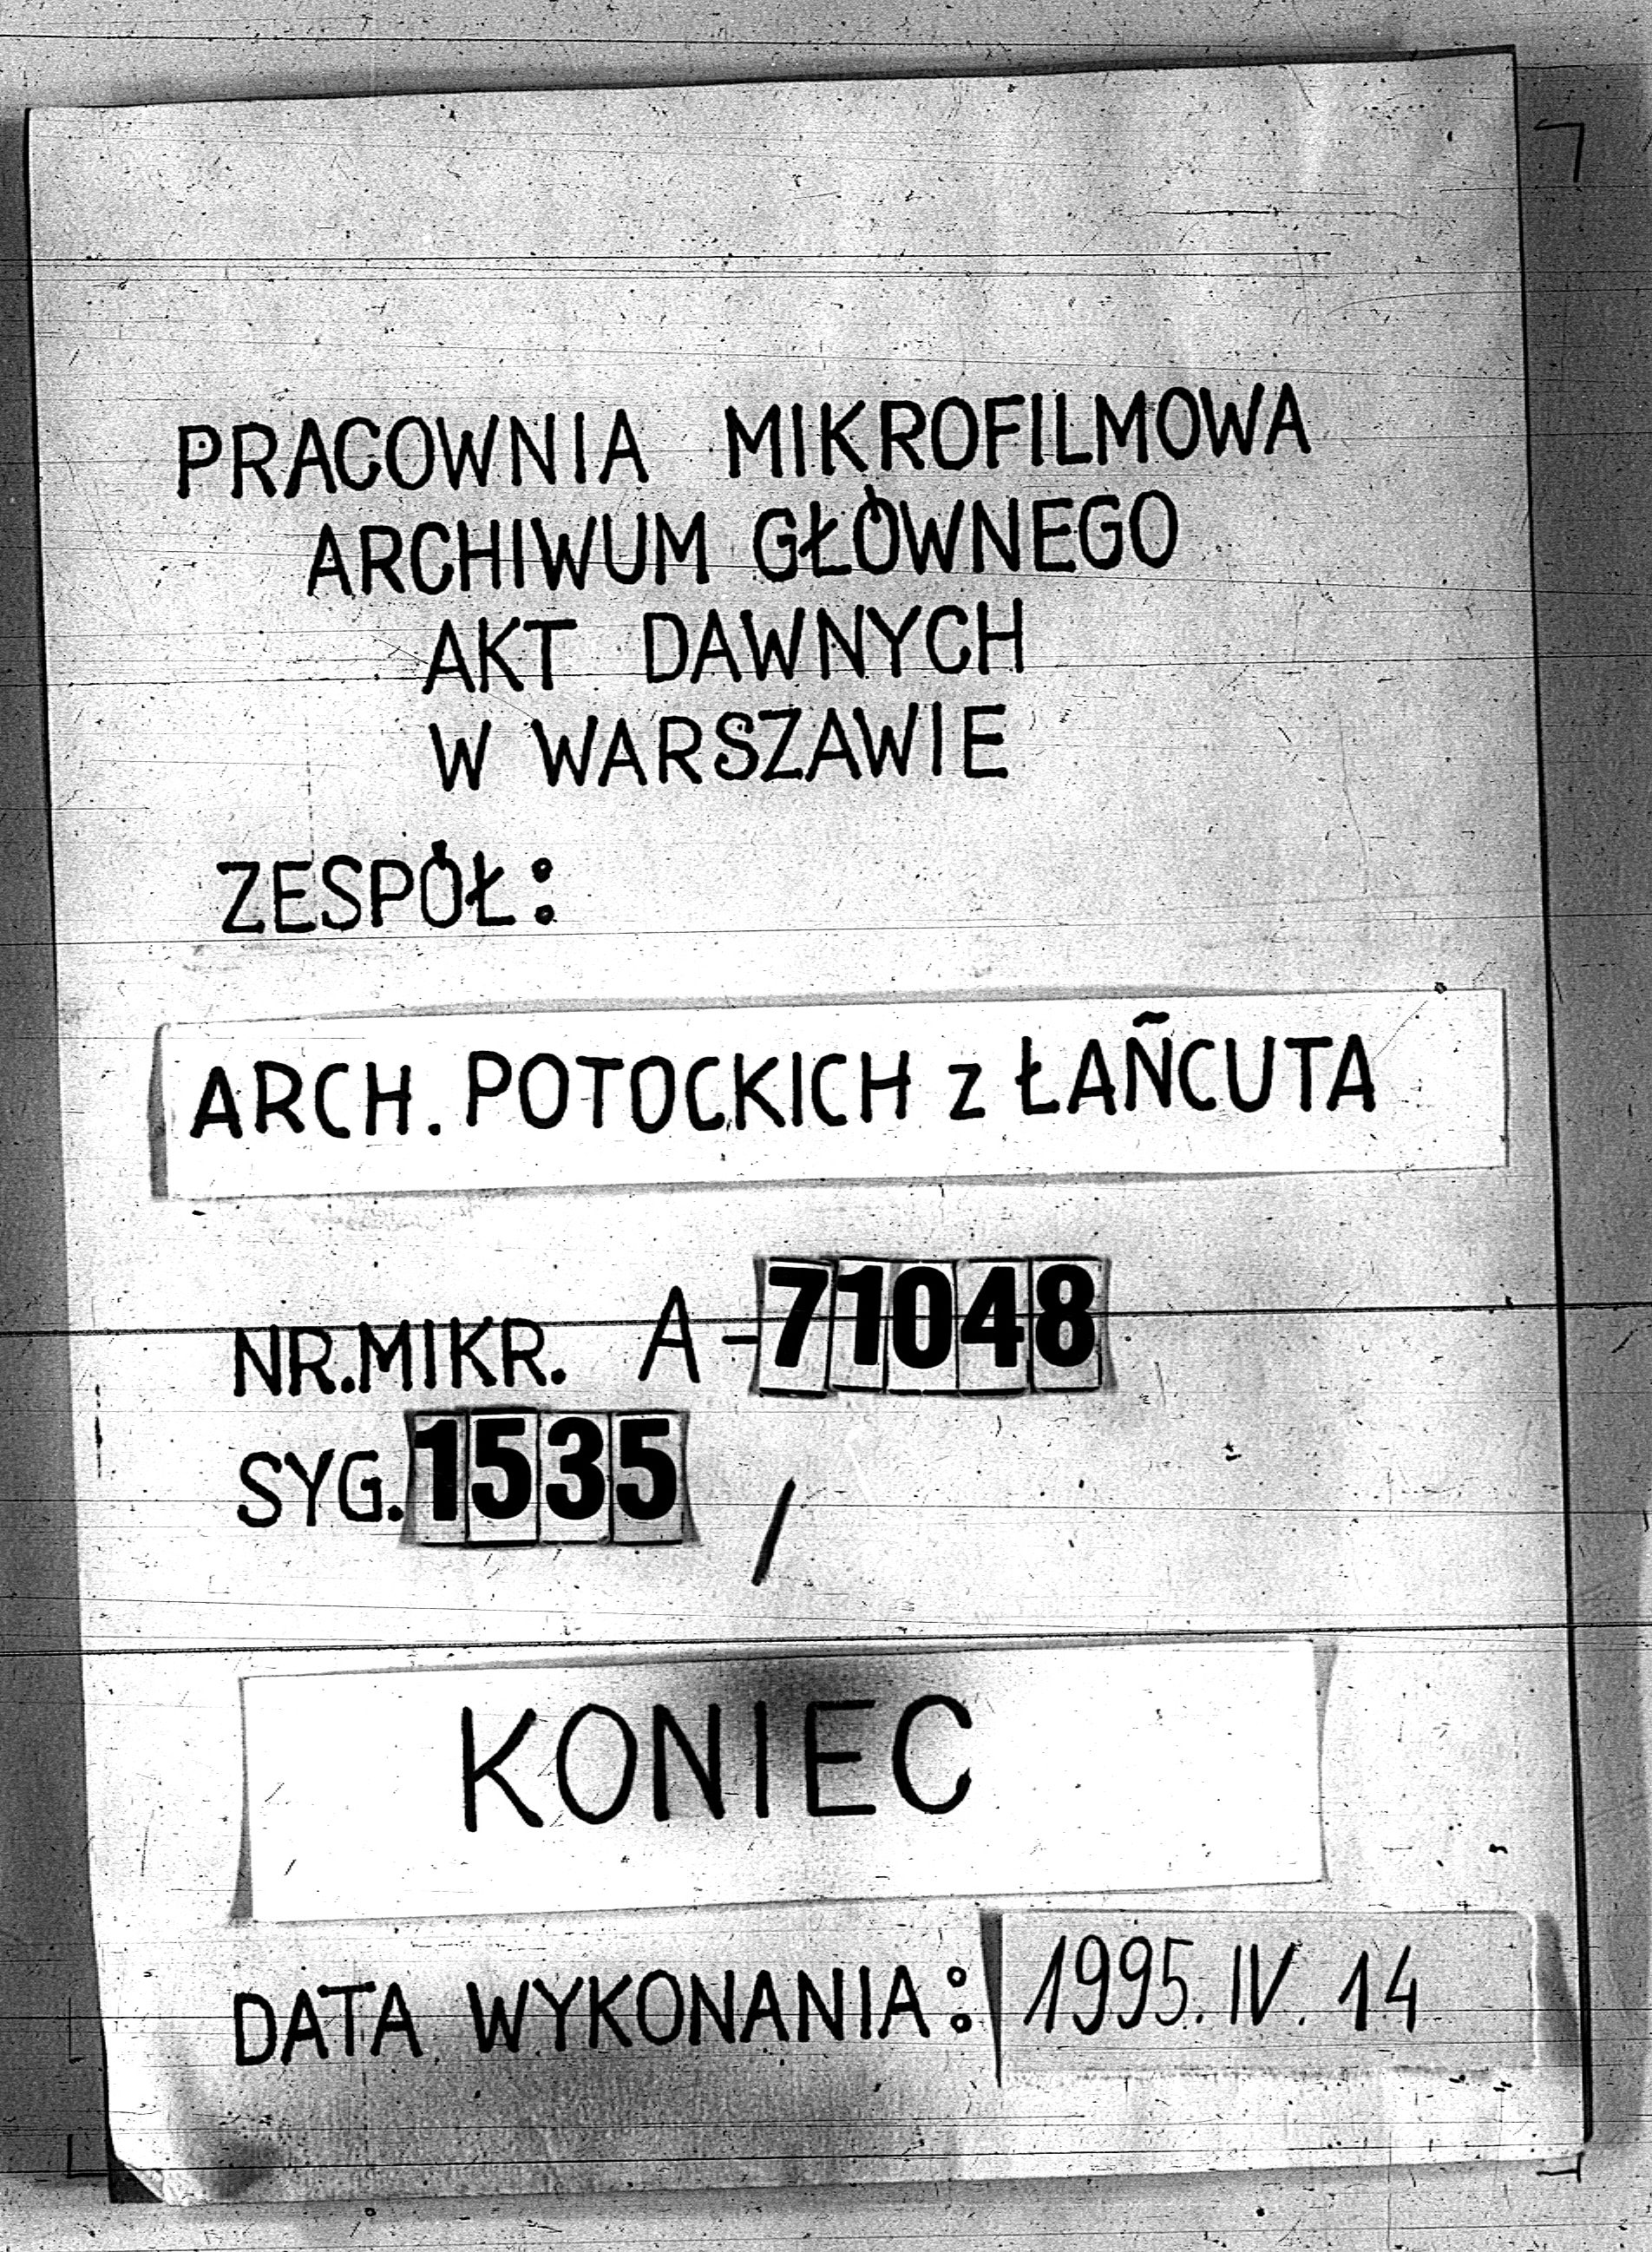 PRACOWNIA MIKROFILMOWA
ARCHIWUM GŁÓWNEGO
AKT DAWNYCH
W WARSZAWIE
ZESPÓŁ:
ARCH. POTOCKICH z ŁAŃCUTA
NR.MIKR. A-71048
SYG. 1535 /
KONIEC
DATA WYKONANIA: 1995. IV. 14